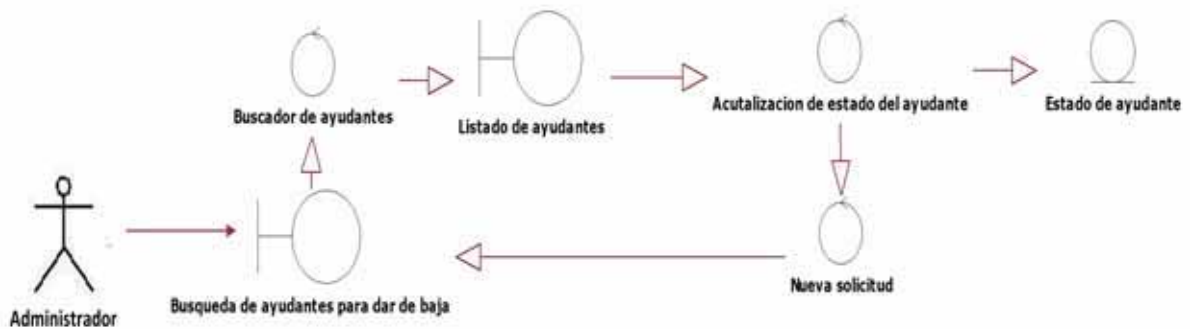 Buscador de ayudantes
Listado de ayudantes
Acutalizacion de estado del ayudante
Estado de ayudante
Administrador
Busqueda de ayudantes para dar de baja
Nueva solicitud